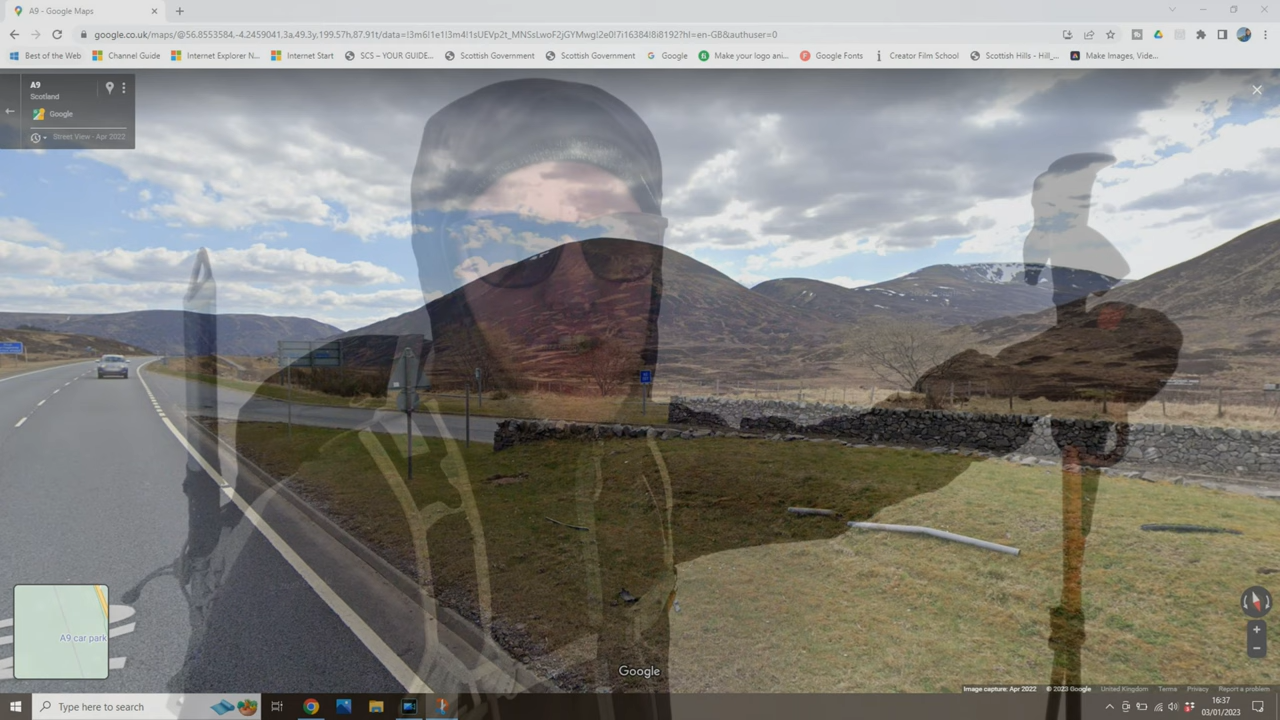 A9 - Google Maps
google.co.uk/maps/@56.8553584,-4.2459041,3a,49.3y,199.57h,87.91t/data=!3m6!1e1!3m4!1sUEVp2t_MNSsLwoF2jGYMwg!2e0!7i16384!8i8192?hl=en-GB&authuser=0
Best of the Web
Channel Guide
Internet Explorer N...
Internet Start
SCS – YOUR GUIDE...
Scottish Government
Scottish Government
Google
Make your logo ani...
Google Fonts
Creator Film School
Scottish Hills - Hill_...
Make Images, Vide...
A9
Scotland
Google
Street View - Apr 2022
A9 car park
Google
Image capture: Apr 2022 © 2023 Google United Kingdom Terms Privacy Report a problem
Type here to search
16:37
03/01/2023